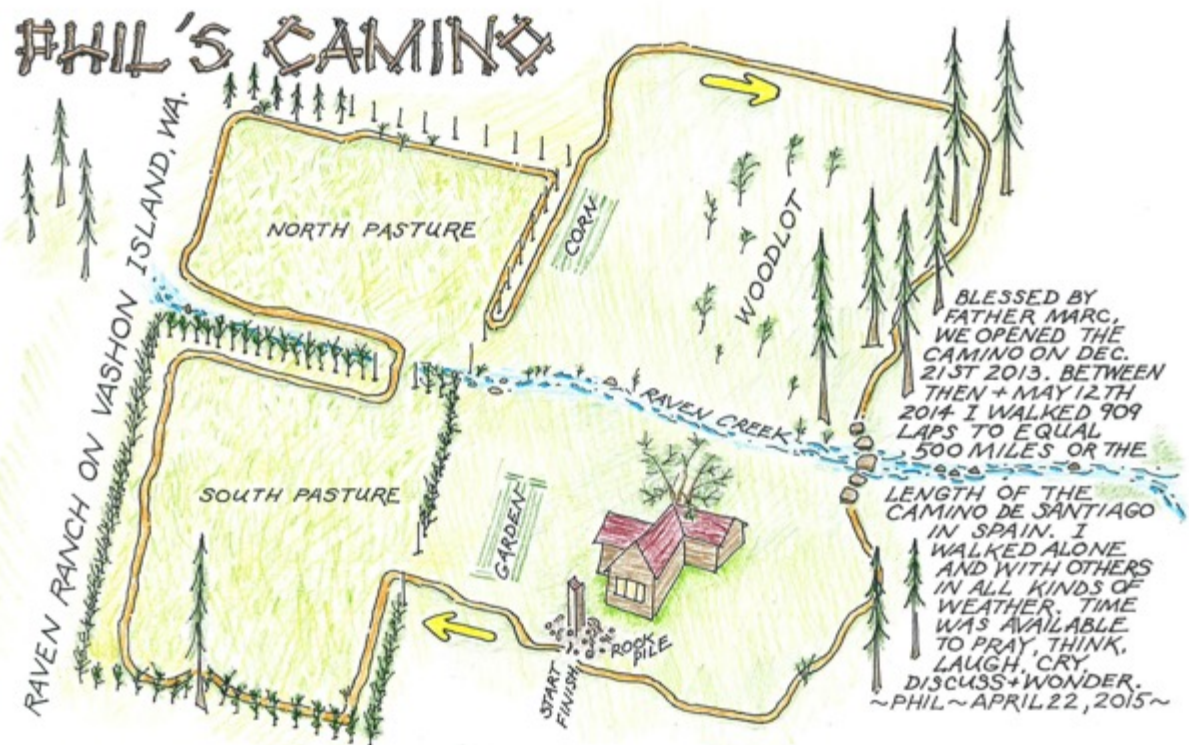 PHIL'S CAMINO
RAVEN RANCH ON VASHON ISLAND, WA.
NORTH PASTURE
CORN
WOODLOT
RAVEN CREEK
SOUTH PASTURE
GARDEN
ROCK
PILE
START
FINISH
BLESSED BY
FATHER MARC,
WE OPENED THE
CAMINO ON DEC.
21ST 2013. BETWEEN
THEN + MAY 12TH
2014 I WALKED 909
LAPS TO EQUAL
500 MILES OR THE
LENGTH OF THE
CAMINO DE SANTIAGO
IN SPAIN. I
WALKED ALONE
AND WITH OTHERS
IN ALL KINDS OF
WEATHER. TIME
WAS AVAILABLE
TO PRAY, THINK,
LAUGH, CRY,
DISCUSS + WONDER.
~PHIL~ APRIL 22, 2015~